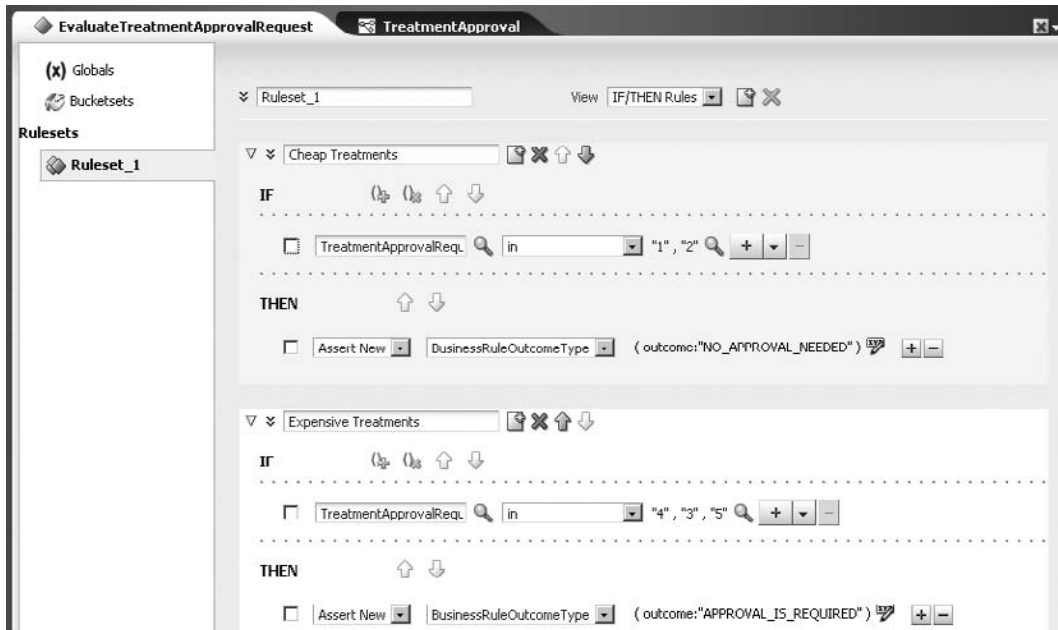 EvaluateTreatmentApprovalRequest
TreatmentApproval
(x) Globals
Bucketsets
Rulesets
Ruleset_1
Ruleset_1 View IF/THEN Rules
Cheap Treatments
IF
TreatmentApprovalRequ in "1" , "2"
THEN
Assert New BusinessRuleOutcomeType ( outcome:"NO_APPROVAL_NEEDED" )
Expensive Treatments
IF
TreatmentApprovalRequ in "4" , "3" , "5"
THEN
Assert New BusinessRuleOutcomeType ( outcome:"APPROVAL_IS_REQUIRED" )